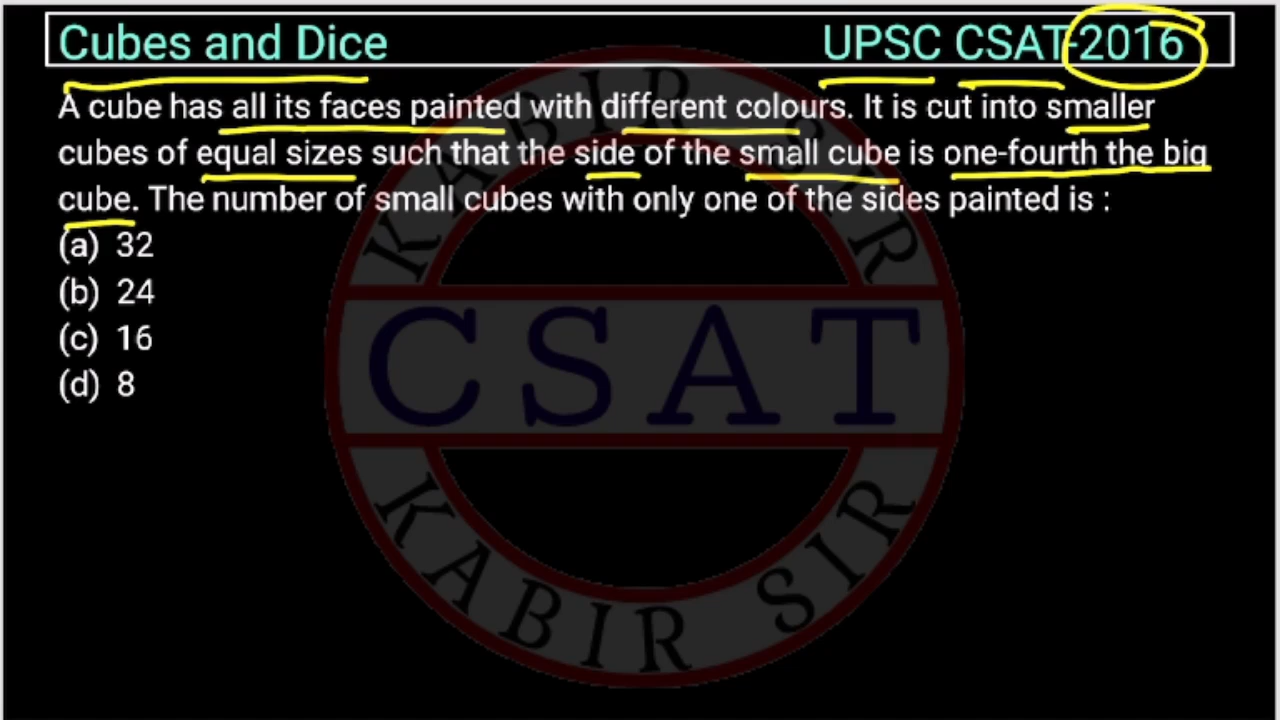 Cubes and Dice UPSC CSAT-2016
A cube has all its faces painted with different colours. It is cut into smaller
cubes of equal sizes such that the side of the small cube is one-fourth the big
cube. The number of small cubes with only one of the sides painted is :
(a) 32
(b) 24
(c) 16
(d) 8
KABIR SIR
CSAT
KABIR SIR